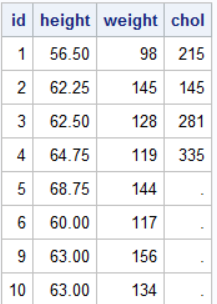 id height weight chol
1 56.50 98 215
2 62.25 145 145
3 62.50 128 281
4 64.75 119 335
5 68.75 144 .
6 60.00 117 .
9 63.00 156 .
10 63.00 134 .